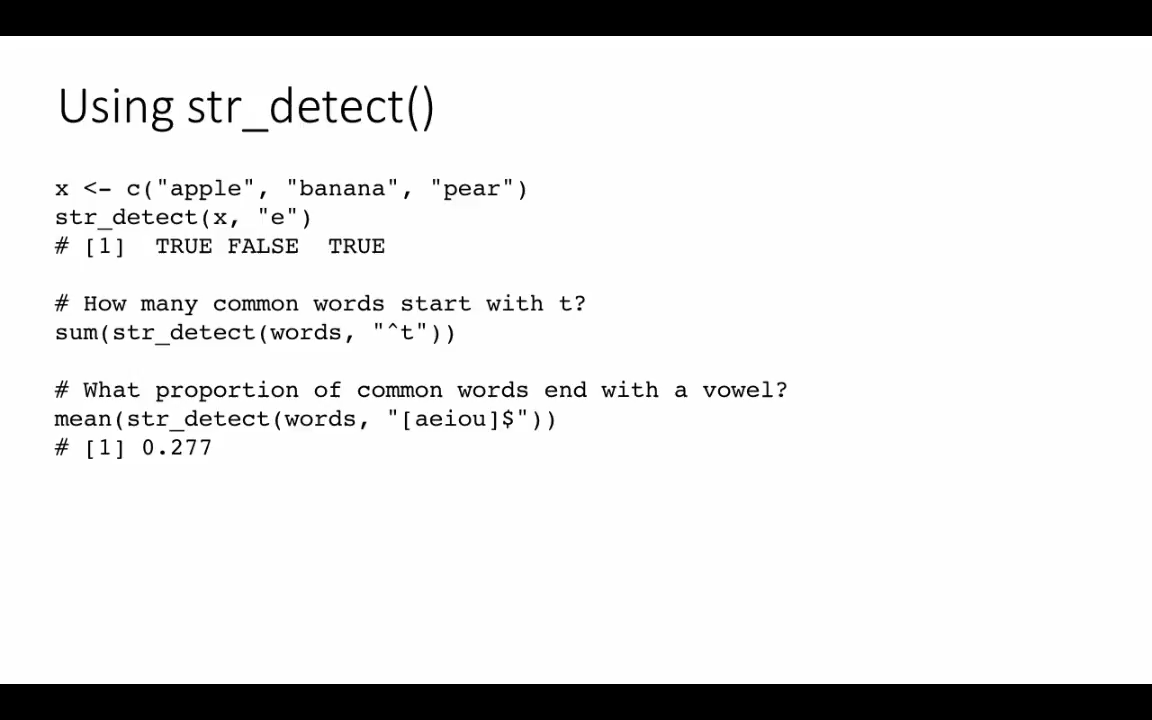 Using str_detect()
x <- c("apple", "banana", "pear")
str_detect(x, "e")
# [1]  TRUE FALSE  TRUE
# How many common words start with t?
sum(str_detect(words, "^t"))
# What proportion of common words end with a vowel?
mean(str_detect(words, "[aeiou]$"))
# [1] 0.277